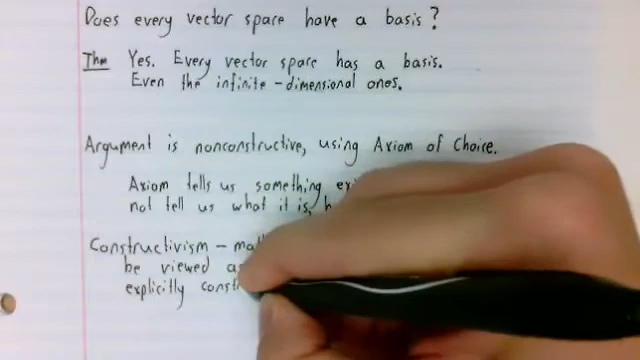 Does every vector space have a basis?
Thm Yes. Every vector space has a basis.
Even the infinite-dimensional ones.
Argument is nonconstructive, using Axiom of Choice.
Axiom tells us something
not tell us what it is,
Constructivism –
be viewed
explicitly